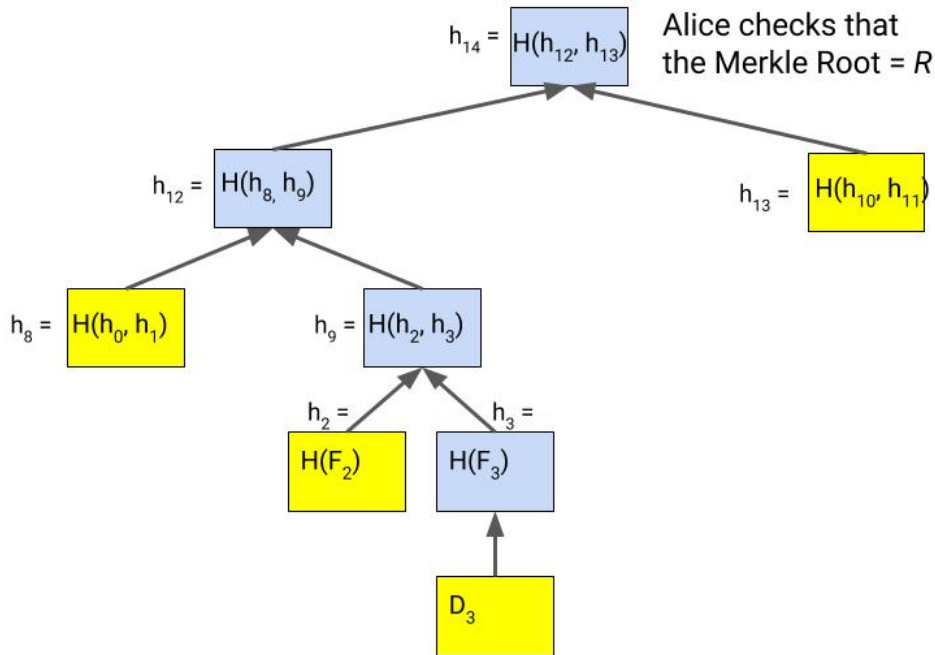 h₁₄ = H(h₁₂, h₁₃)
Alice checks that
the Merkle Root = R
h₁₂ = H(h₈, h₉)
h₁₃ = H(h₁₀, h₁₁)
h₈ = H(h₀, h₁)
h₉ = H(h₂, h₃)
h₂ =
h₃ =
H(F₂)
H(F₃)
D₃